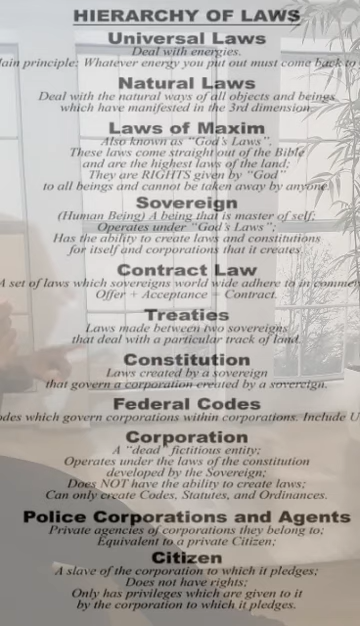 HIERARCHY OF LAWS
Universal Laws
Deal with energies.
principle: Whatever energy you put out must come back to
Natural Laws
Deal with the natural ways of all objects and beings
which have manifested in the 3rd dimension.
Laws of Maxim
Also known as "God's Laws".
These laws come straight out of the Bible
and are the highest laws of the land;
They are RIGHTS given by "God"
to all beings and cannot be taken away by anyone.
Sovereign
(Human Being) A being that is master of self;
Operates under "God's Laws";
Has the ability to create laws and constitutions
for itself and corporations that it creates.
Contract Law
A set of laws which sovereigns world wide adhere to in
Offer + Acceptance = Contract.
Treaties
Laws made between two sovereigns
that deal with a particular track of land.
Constitution
Laws created by a sovereign
that govern a corporation created by a sovereign.
Federal Codes
which govern corporations within corporations. Include
Corporation
A "dead" fictitious entity;
Operates under the laws of the constitution
developed by the Sovereign;
Does NOT have the ability to create laws;
Can only create Codes, Statutes, and Ordinances.
Police Corporations and Agents
Private agencies of corporations they belong to;
Equivalent to a private Citizen;
Citizen
A slave of the corporation to which it pledges;
Does not have rights;
Only has privileges which are given to it
by the corporation to which it pledges.